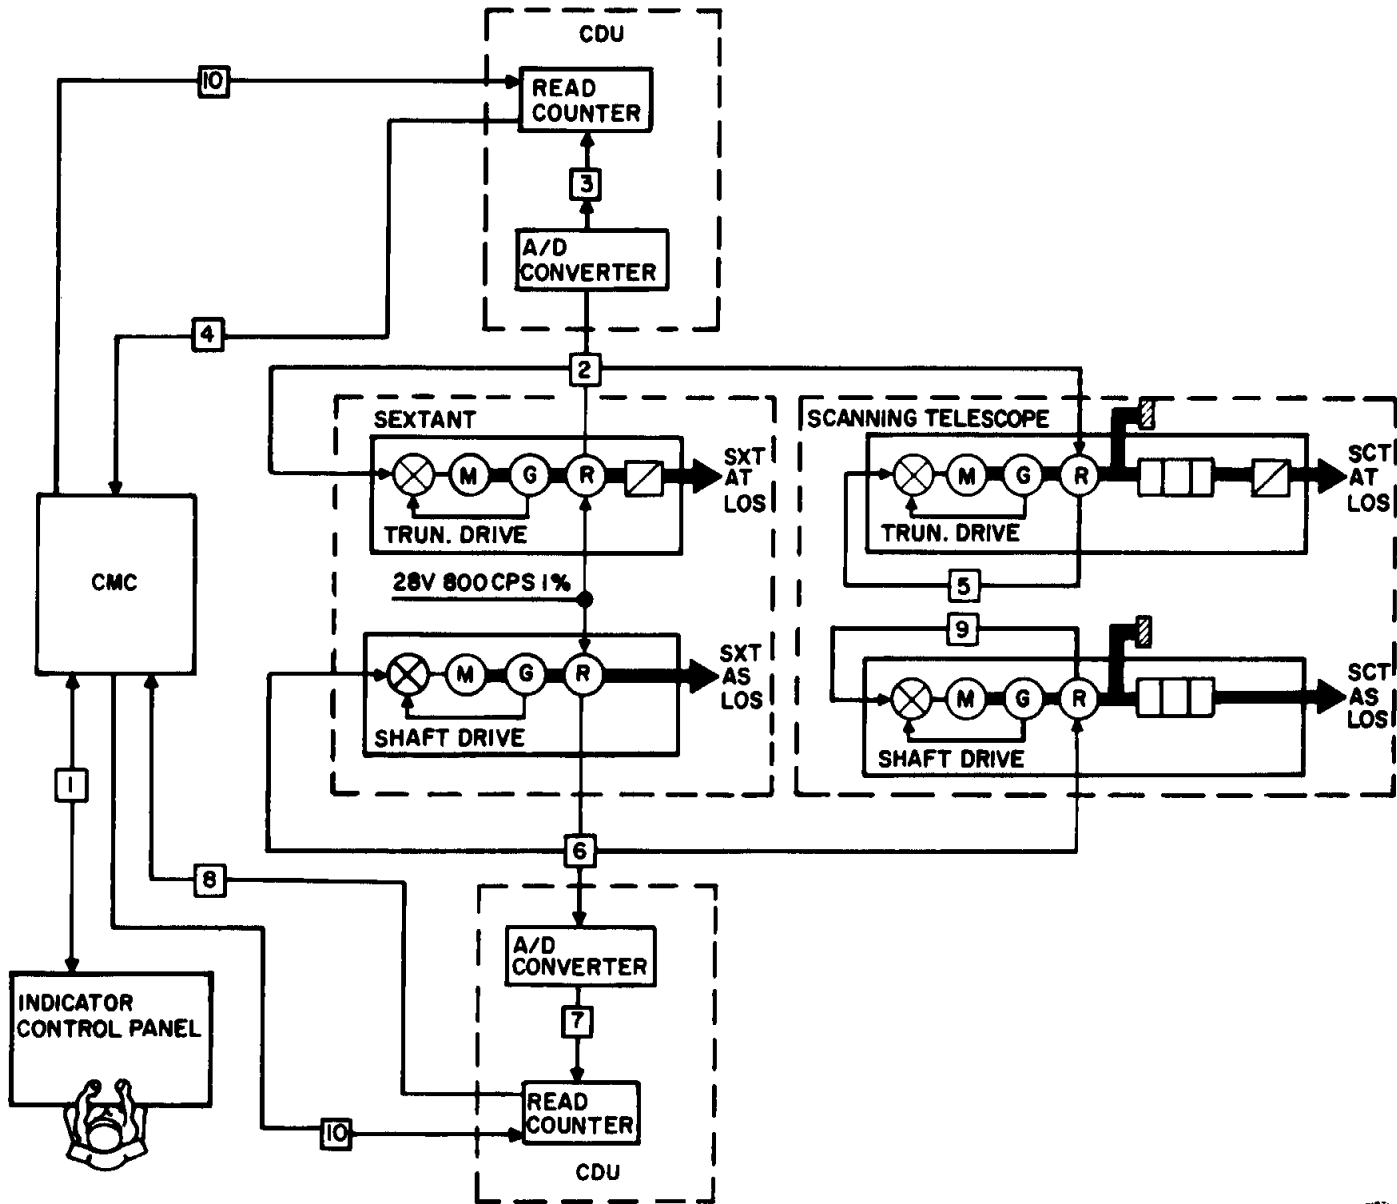 CDU
10
READ
COUNTER
3
A/D
CONVERTER
4
2
SEXTANT
M
G
R
TRUN. DRIVE
SXT
AT
LOS
SCANNING TELESCOPE
M
G
R
TRUN. DRIVE
SCT
AT
LOS
CMC
28V 800 CPS 1%
5
9
M
G
R
SHAFT DRIVE
SXT
AS
LOS
M
G
R
SHAFT DRIVE
SCT
AS
LOS
1
8
6
A/D
CONVERTER
7
INDICATOR
CONTROL PANEL
READ
COUNTER
10
CDU